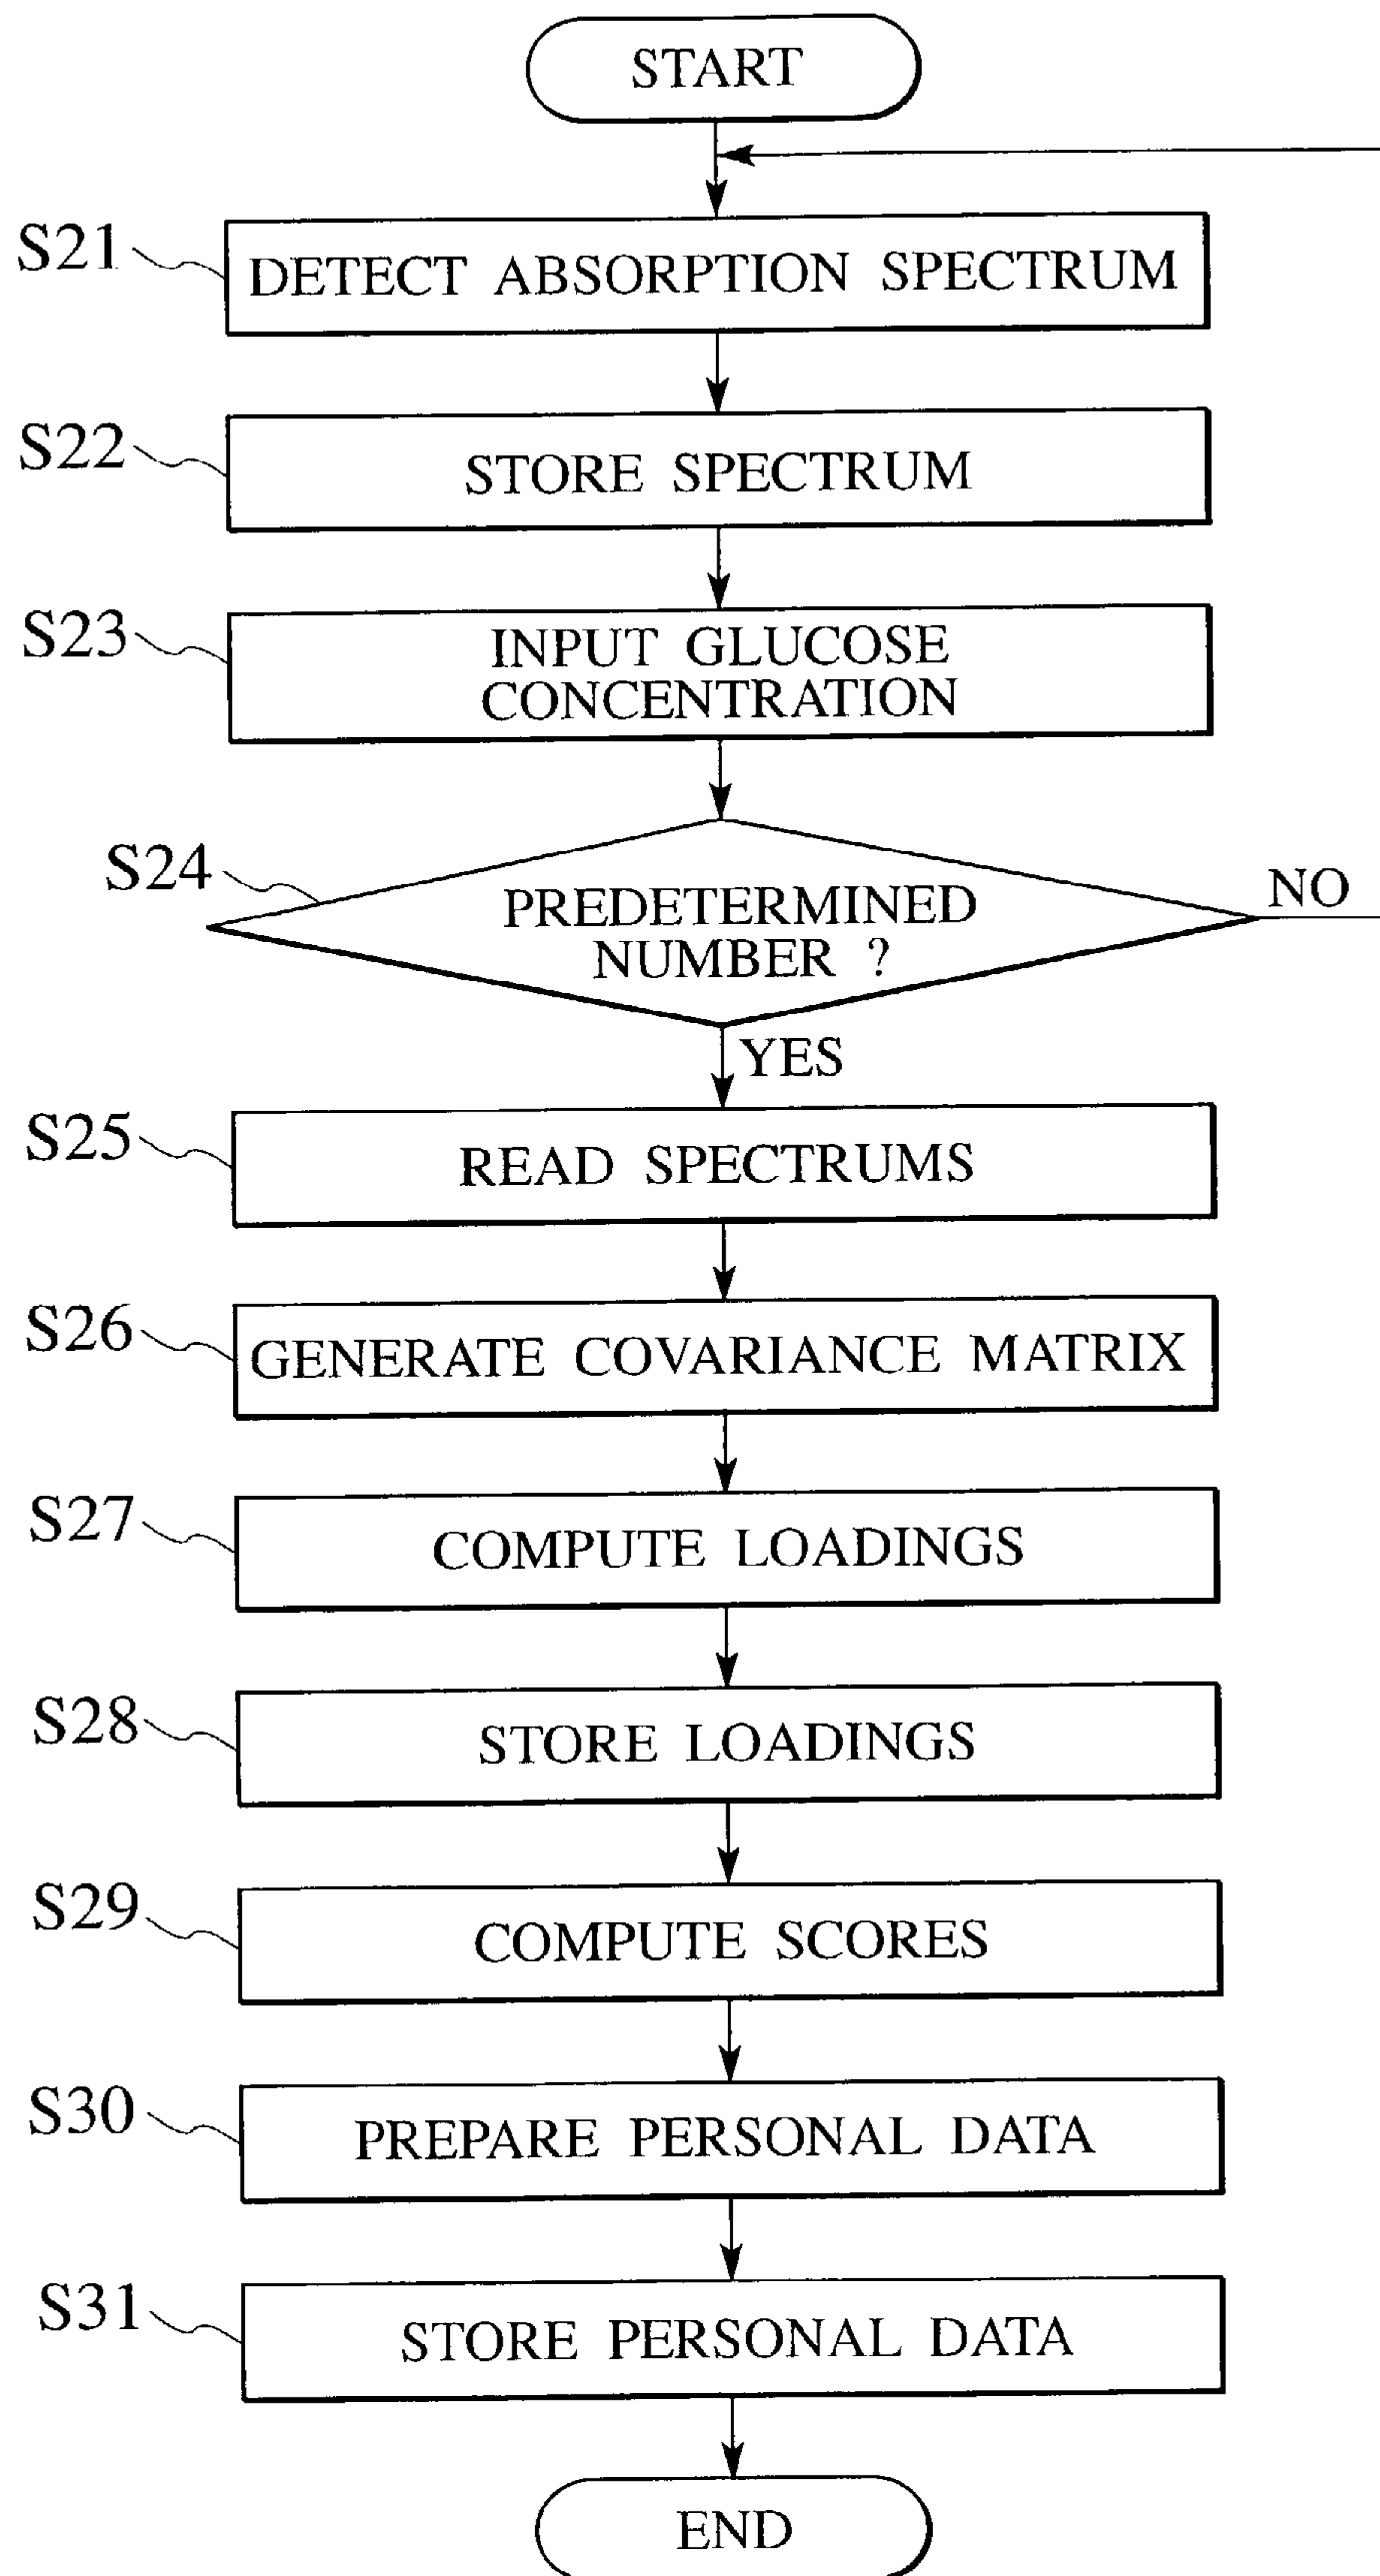 START
S21
DETECT ABSORPTION SPECTRUM
S22
STORE SPECTRUM
S23
INPUT GLUCOSE
CONCENTRATION
S24
PREDETERMINED
NUMBER ?
NO
YES
S25
READ SPECTRUMS
S26
GENERATE COVARIANCE MATRIX
S27
COMPUTE LOADINGS
S28
STORE LOADINGS
S29
COMPUTE SCORES
S30
PREPARE PERSONAL DATA
S31
STORE PERSONAL DATA
END